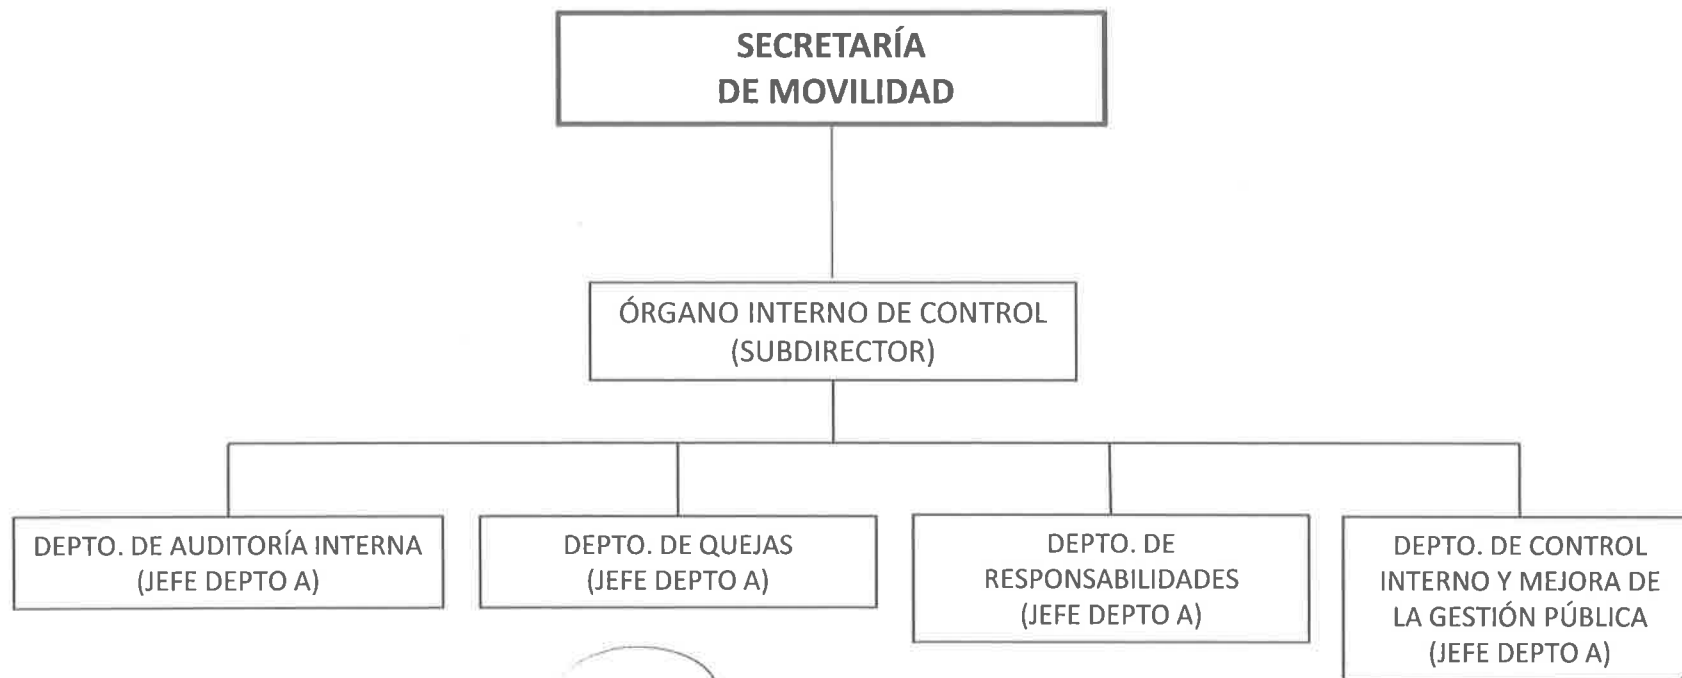 SECRETARÍA
DE MOVILIDAD
ÓRGANO INTERNO DE CONTROL
(SUBDIRECTOR)
DEPTO. DE AUDITORÍA INTERNA
(JEFE DEPTO A)
DEPTO. DE QUEJAS
(JEFE DEPTO A)
DEPTO. DE
RESPONSABILIDADES
(JEFE DEPTO A)
DEPTO. DE CONTROL
INTERNO Y MEJORA DE
LA GESTIÓN PÚBLICA
(JEFE DEPTO A)